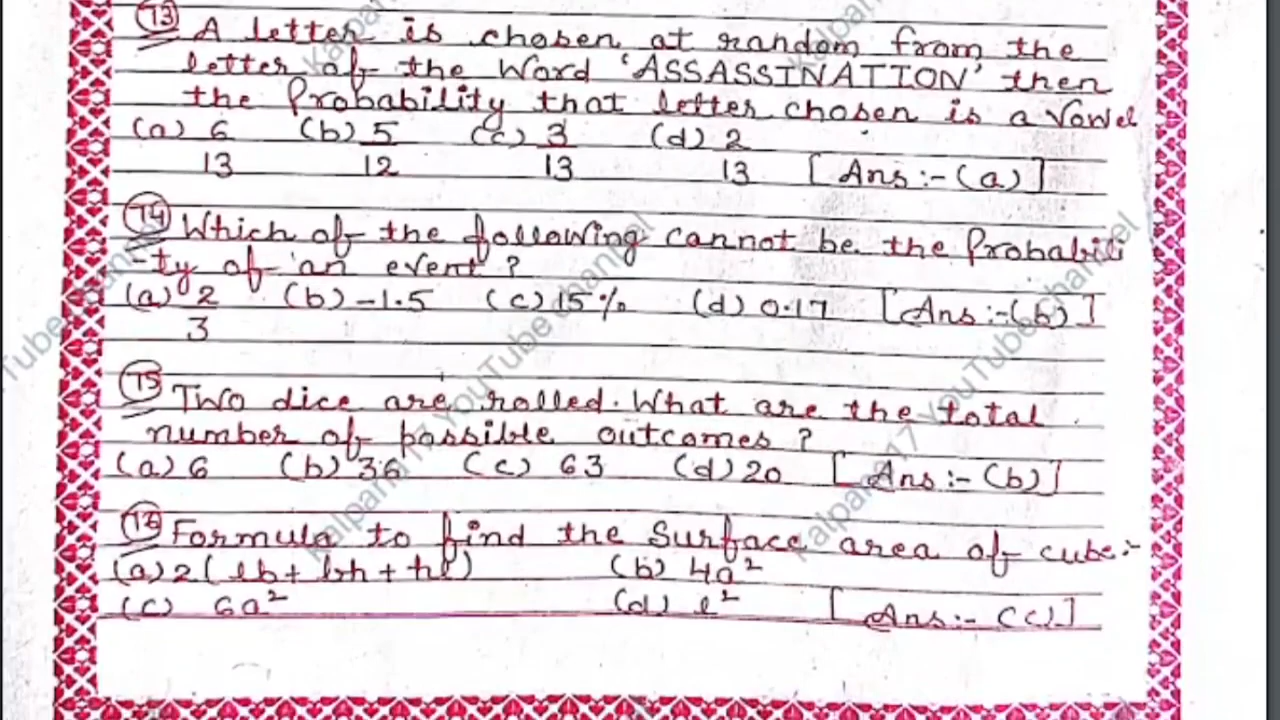 (13) A letter is chosen at random from the
letter of the Word 'ASSASSINATION' then
the Probability that letter chosen is a Vowel
(a) 6/13 (b) 5/12 (c) 3/13 (d) 2/13 [Ans:-(a)]
(14) Which of the following cannot be the Probabili
-ty of an event?
(a) 2/3 (b) -1.5 (c) 15% (d) 0.17 [Ans:-(b)]
(15) Two dice are rolled. What are the total
number of possible outcomes?
(a) 6 (b) 36 (c) 63 (d) 20 [Ans:-(b)]
Formula to find the Surface area of cube:-
(a) 2(lb+bh+hl) (b) 4a²
(c) 6a² (d) l² [Ans:-(c)]
Kalpana 17 YouTube channel